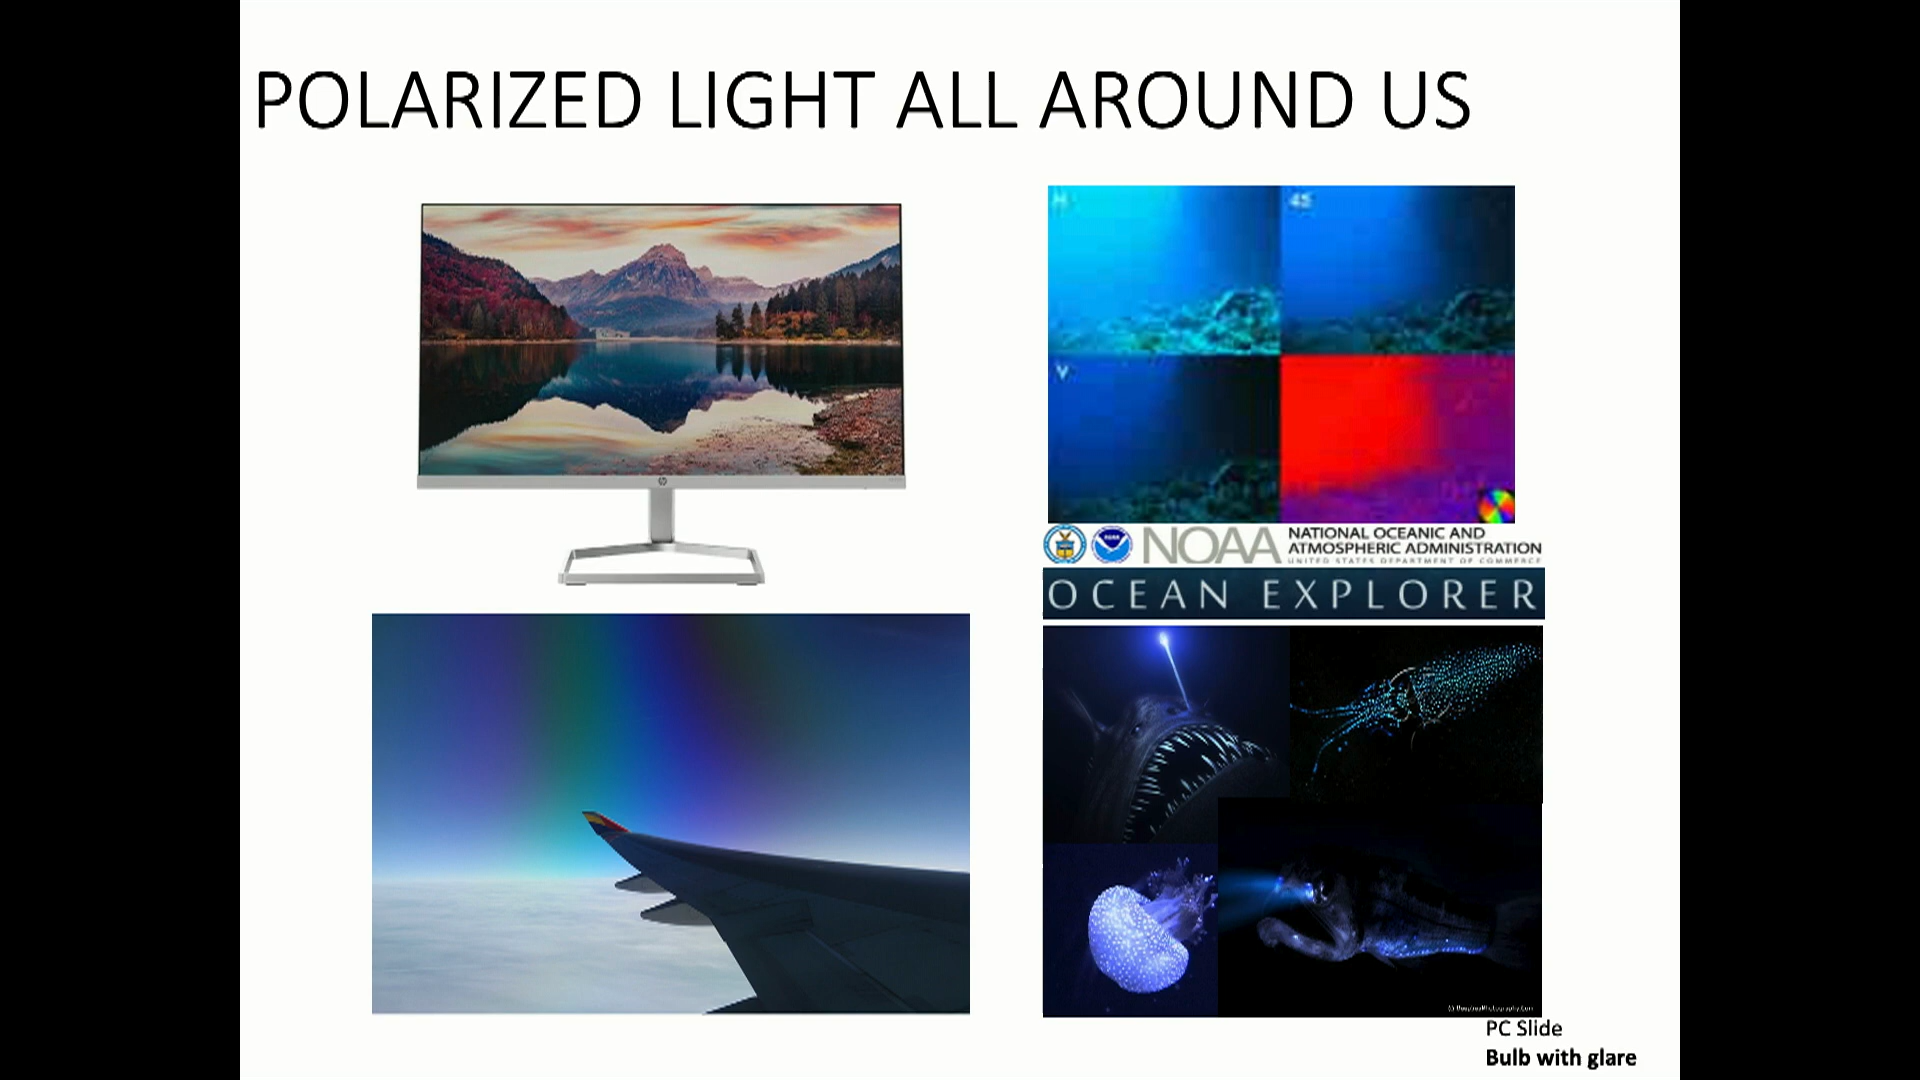 POLARIZED LIGHT ALL AROUND US
45
V
hp
NOAA
NATIONAL OCEANIC AND
ATMOSPHERIC ADMINISTRATION
UNITED STATES DEPARTMENT OF COMMERCE
OCEAN EXPLORER
PC Slide
Bulb with glare